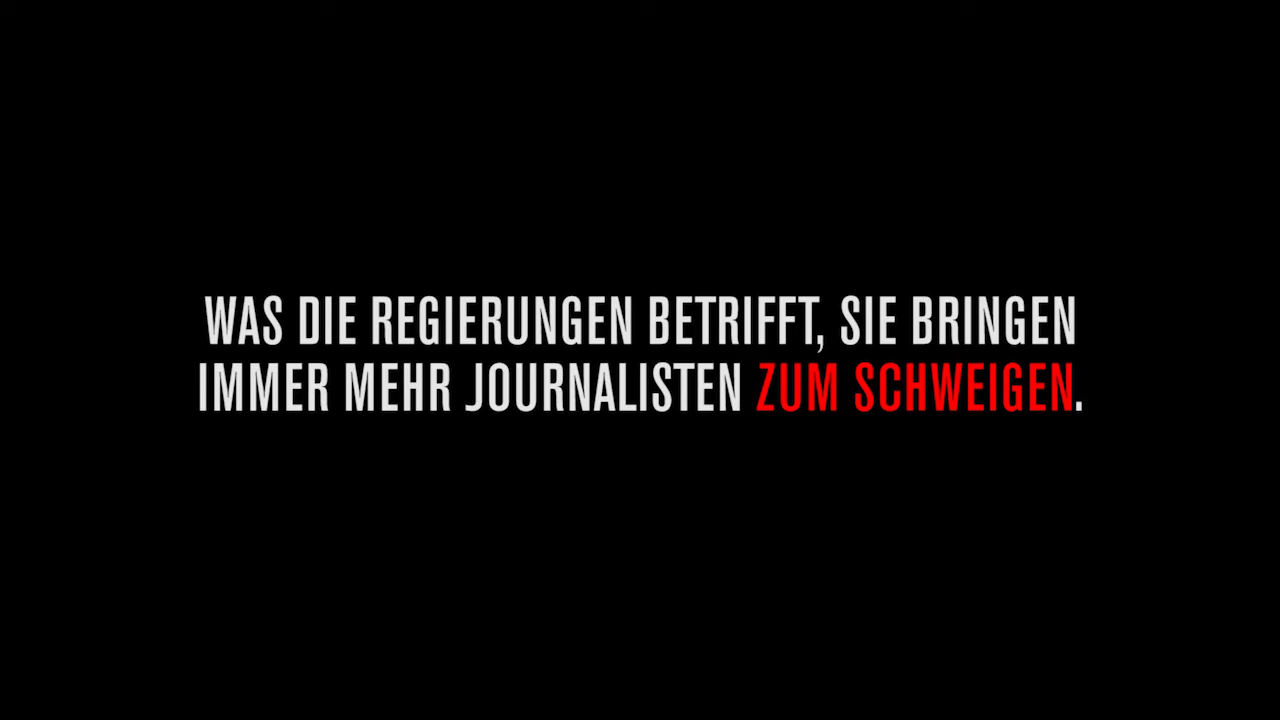 WAS DIE REGIERUNGEN BETRIFFT, SIE BRINGEN
IMMER MEHR JOURNALISTEN ZUM SCHWEIGEN.